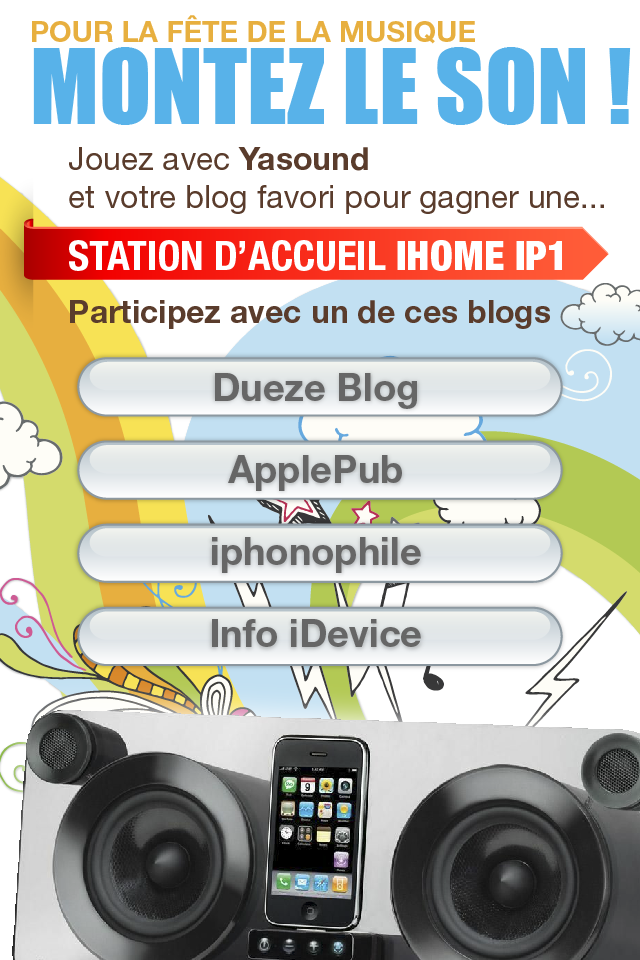 POUR LA FÊTE DE LA MUSIQUE
MONTEZ LE SON !
Jouez avec Yasound
et votre blog favori pour gagner une...
STATION D’ACCUEIL IHOME IP1
Participez avec un de ces blogs
Dueze Blog
ApplePub
iphonophile
Info iDevice